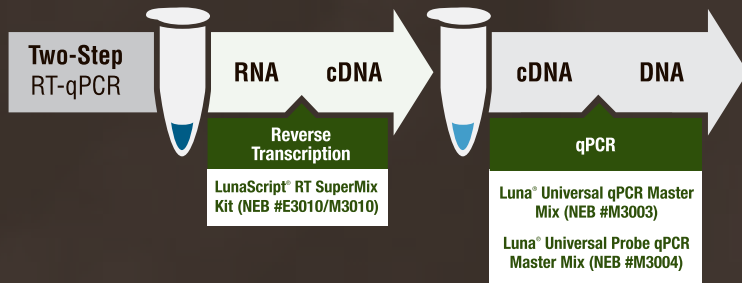 Two-Step
RT-qPCR
RNA cDNA
cDNA DNA
Reverse
Transcription
LunaScript® RT SuperMix
Kit (NEB #E3010/M3010)
qPCR
Luna® Universal qPCR Master
Mix (NEB #M3003)
Luna® Universal Probe qPCR
Master Mix (NEB #M3004)